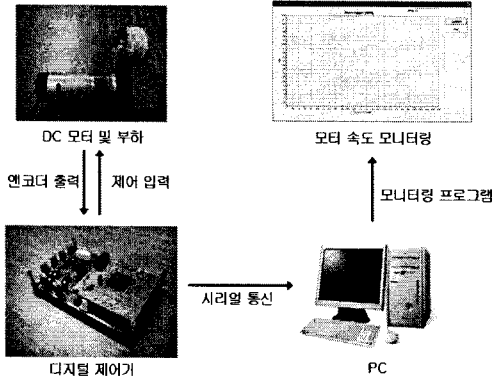 DC 모터 및 부하
모터 속도 모니터링
엔코더 출력
제어 입력
모니터링 프로그램
시리얼 통신
디지털 제어기
PC